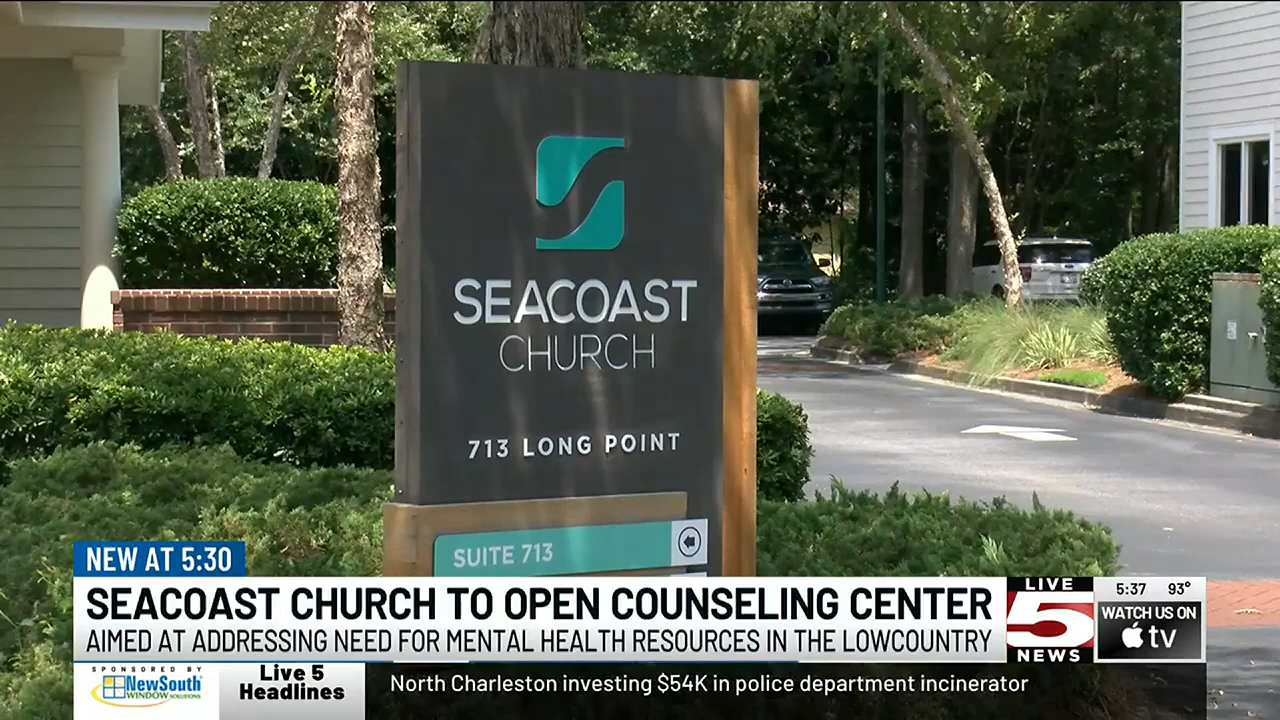 SEACOAST
CHURCH
713 LONG POINT
SUITE 713
NEW AT 5:30
SEACOAST CHURCH TO OPEN COUNSELING CENTER
AIMED AT ADDRESSING NEED FOR MENTAL HEALTH RESOURCES IN THE LOWCOUNTRY
LIVE
5
NEWS
5:37 93°
WATCH US ON
tv
SPONSORED BY
NewSouth
WINDOW SOLUTIONS
Live 5
Headlines
North Charleston investing $54K in police department incinerator